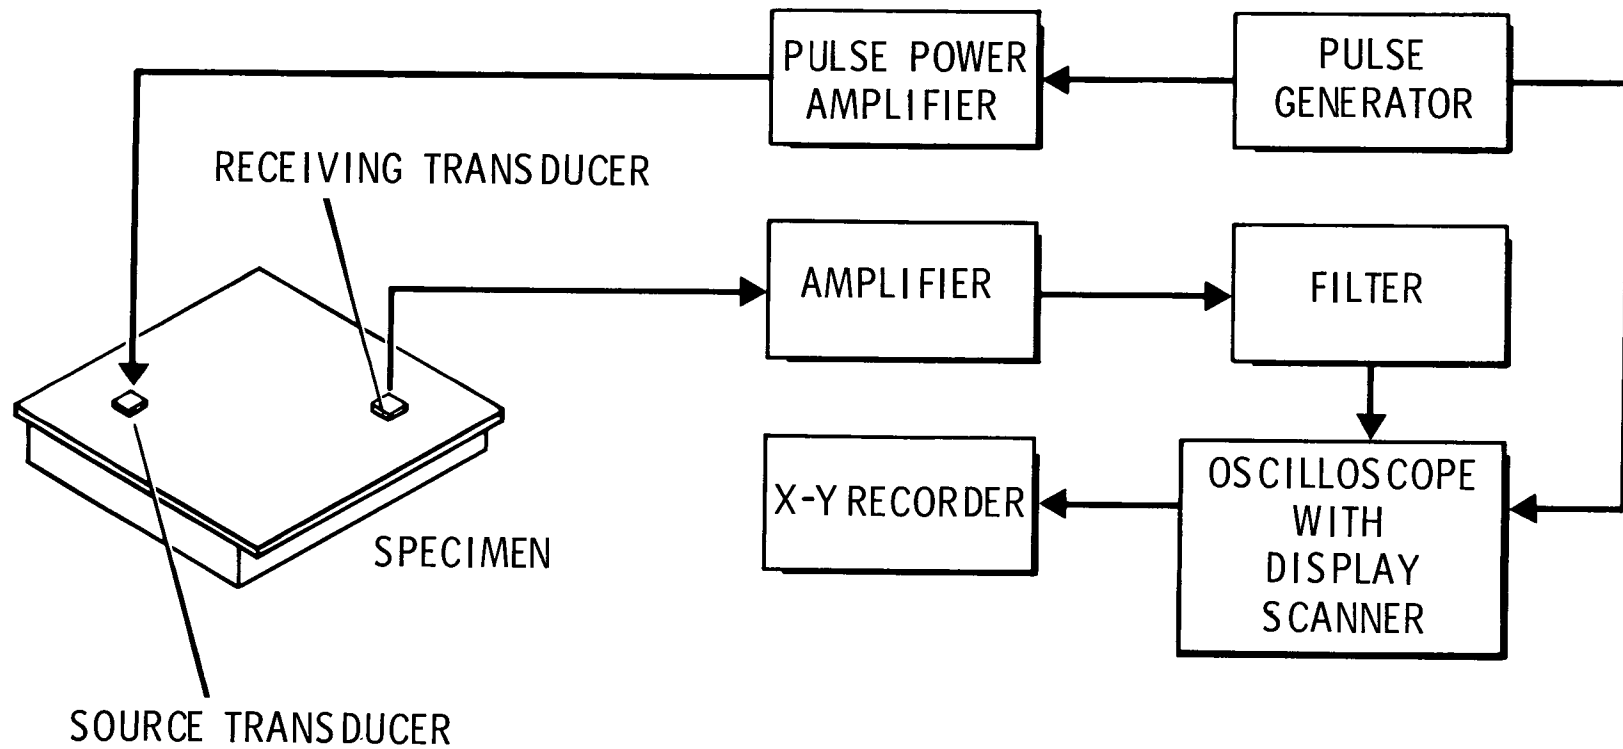 PULSE POWER
AMPLIFIER
PULSE
GENERATOR
RECEIVING TRANSDUCER
AMPLIFIER
FILTER
X-Y RECORDER
OSCILLOSCOPE
WITH
DISPLAY
SCANNER
SPECIMEN
SOURCE TRANSDUCER